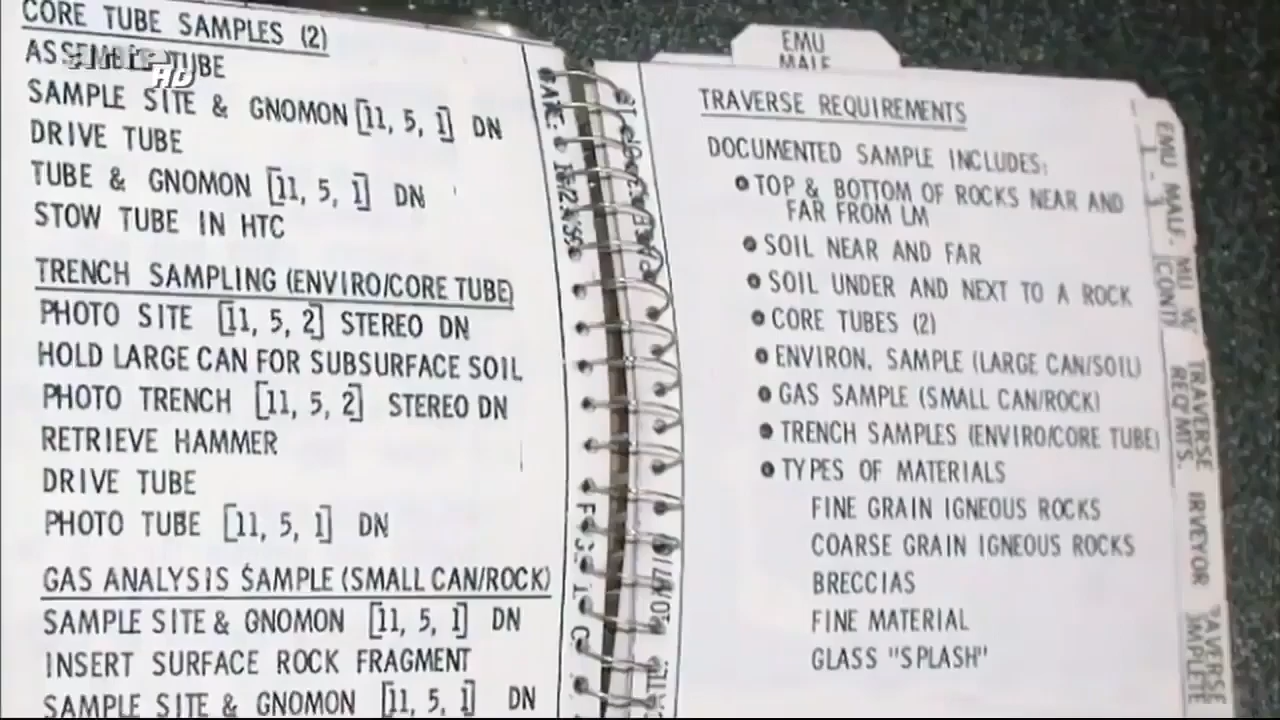 CORE TUBE SAMPLES (2)
ASSEMBLE TUBE
HD
SAMPLE SITE & GNOMON [11, 5, 1] DN
DRIVE TUBE
TUBE & GNOMON [11, 5, 1] DN
STOW TUBE IN HTC
TRENCH SAMPLING (ENVIRO/CORE TUBE)
PHOTO SITE [11, 5, 2] STEREO DN
HOLD LARGE CAN FOR SUBSURFACE SOIL
PHOTO TRENCH [11, 5, 2] STEREO DN
RETRIEVE HAMMER
DRIVE TUBE
PHOTO TUBE [11, 5, 1] DN
GAS ANALYSIS SAMPLE (SMALL CAN/ROCK)
SAMPLE SITE & GNOMON [11, 5, 1] DN
INSERT SURFACE ROCK FRAGMENT
SAMPLE SITE & GNOMON [11, 5, 1] DN
EMU
MALF
TRAVERSE REQUIREMENTS
DOCUMENTED SAMPLE INCLUDES:
• TOP & BOTTOM OF ROCKS NEAR AND
FAR FROM LM
• SOIL NEAR AND FAR
• SOIL UNDER AND NEXT TO A ROCK
• CORE TUBES (2)
• ENVIRON. SAMPLE (LARGE CAN/SOIL)
• GAS SAMPLE (SMALL CAN/ROCK)
• TRENCH SAMPLES (ENVIRO/CORE TUBE)
• TYPES OF MATERIALS
FINE GRAIN IGNEOUS ROCKS
COARSE GRAIN IGNEOUS ROCKS
BRECCIAS
FINE MATERIAL
GLASS "SPLASH"
EMU MALF.
TRAVERSE
REQ'MTS.